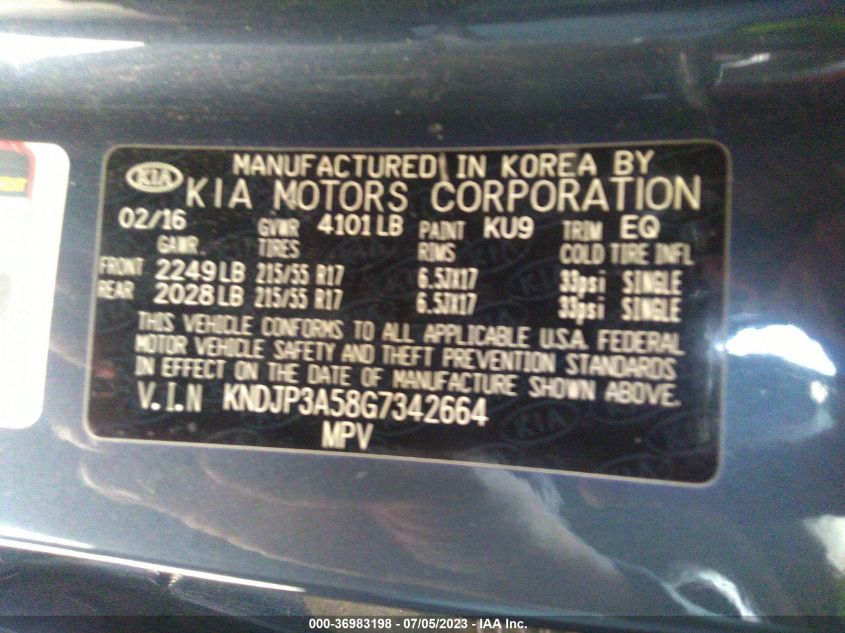 MANUFACTURED IN KOREA BY
KIA KIA MOTORS CORPORATION
02/16 GVWR 4101 LB PAINT KU9 TRIM EQ
GAWR. TIRES RIMS COLD TIRE INFL
FRONT 2249 LB 215/55 R17 6.5JX17 33psi SINGLE
REAR 2028 LB 215/55 R17 6.5JX17 33psi SINGLE
THIS VEHICLE CONFORMS TO ALL APPLICABLE U.S.A. FEDERAL
MOTOR VEHICLE SAFETY AND THEFT PREVENTION STANDARDS
IN EFFECT ON THE DATE OF MANUFACTURE SHOWN ABOVE.
V.I.N KNDJP3A58G7342664
MPV
000-36983198 - 07/05/2023 - IAA Inc.